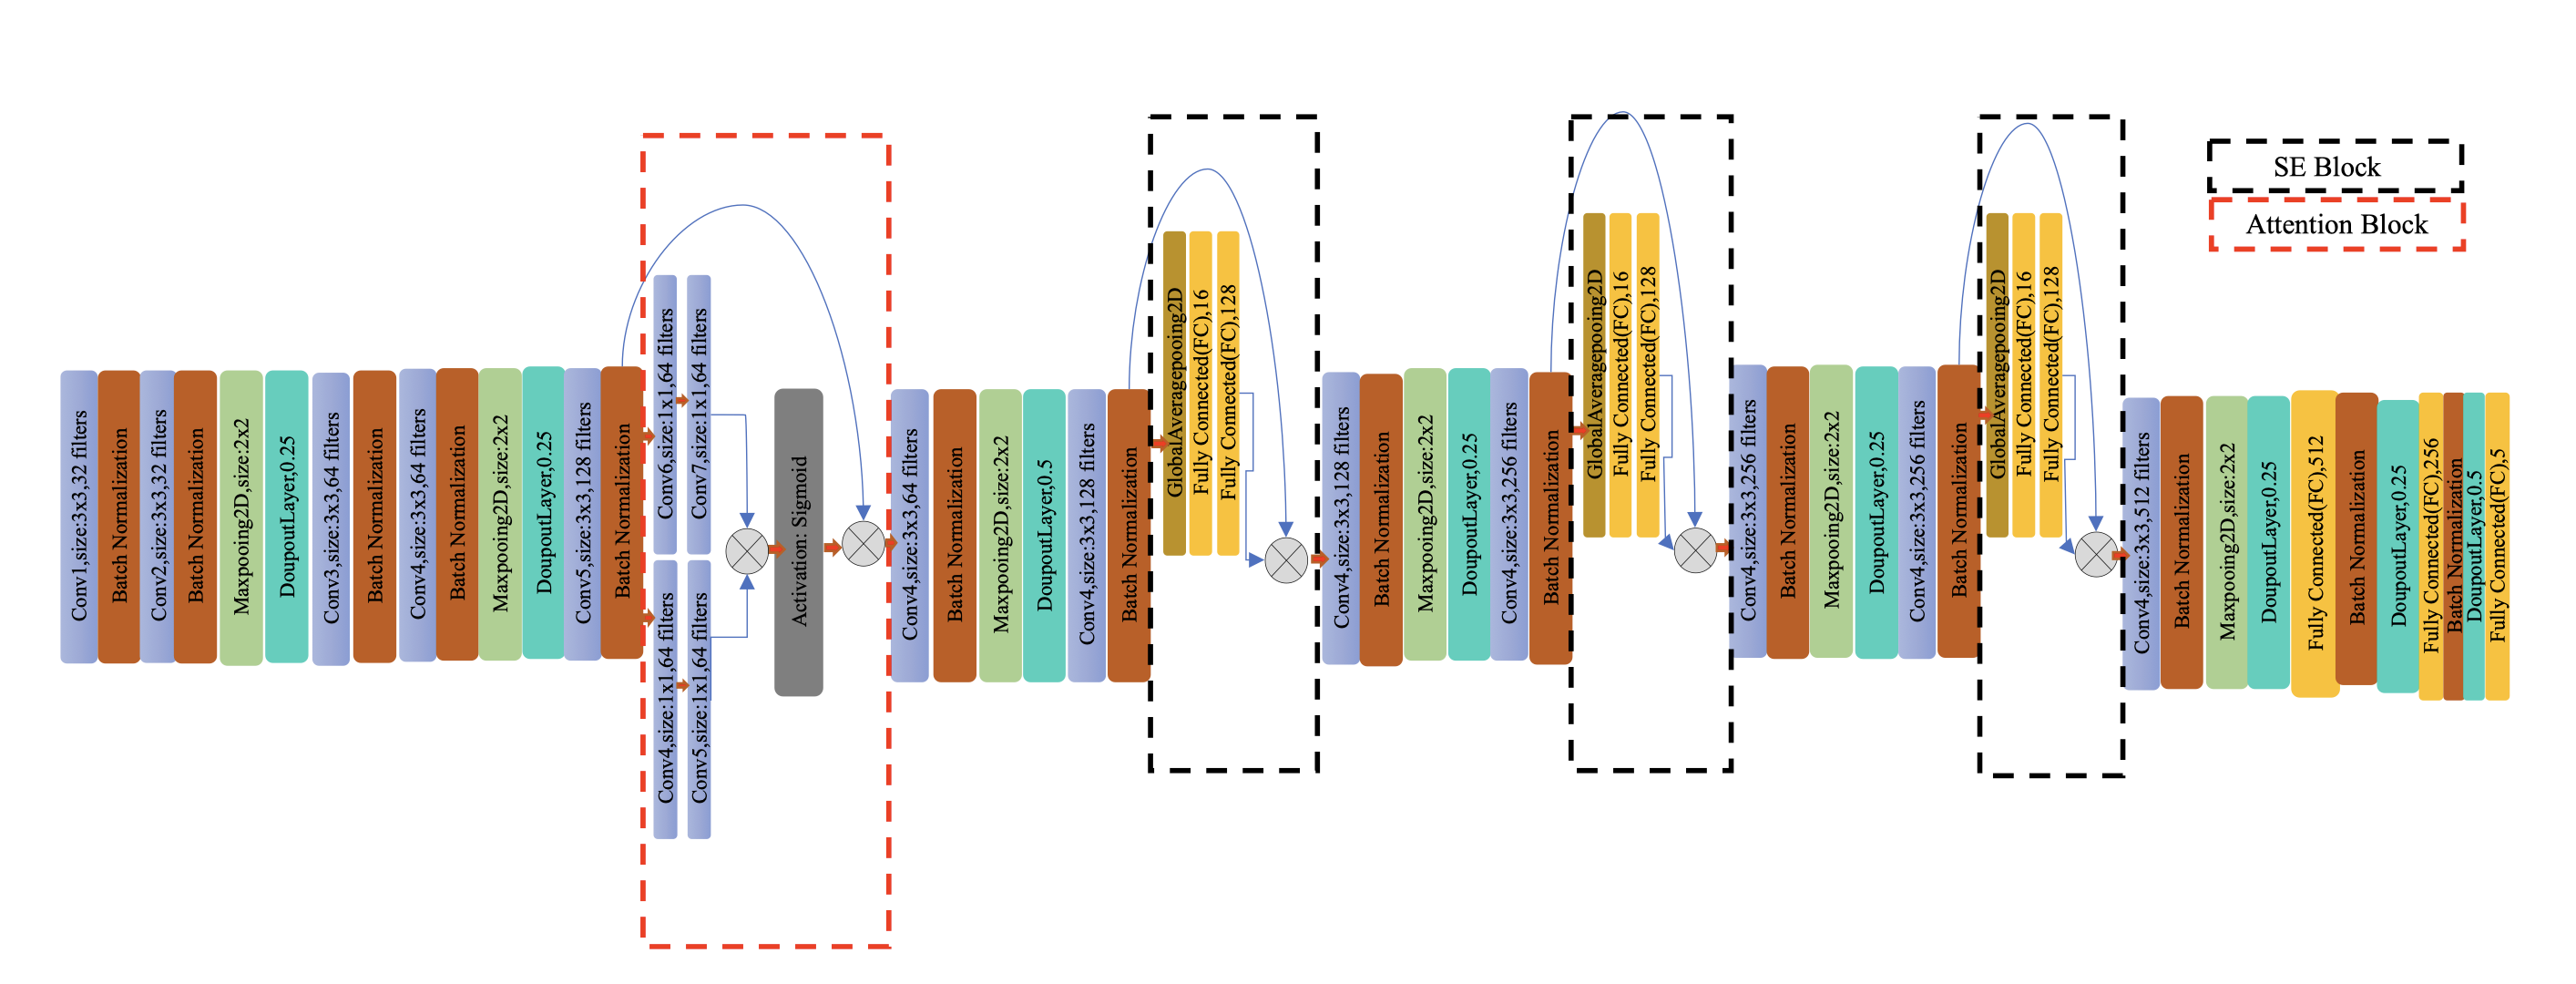 Conv1,size:3x3,32 filters
Batch Normalization
Conv2,size:3x3,32 filters
Batch Normalization
Maxpooing2D,size:2x2
DoupoutLayer,0.25
Conv3,size:3x3,64 filters
Batch Normalization
Conv4,size:3x3,64 filters
Batch Normalization
Maxpooing2D,size:2x2
DoupoutLayer,0.25
Conv5,size:3x3,128 filters
Batch Normalization
Conv6,size:1x1,64 filters
Conv7,size:1x1,64 filters
Conv4,size:1x1,64 filters
Conv5,size:1x1,64 filters
Activation: Sigmoid
Conv4,size:3x3,64 filters
Batch Normalization
Maxpooing2D,size:2x2
DoupoutLayer,0.5
Conv4,size:3x3,128 filters
Batch Normalization
GlobalAveragepooing2D
Fully Connected(FC),16
Fully Connected(FC),128
Conv4,size:3x3,128 filters
Batch Normalization
Maxpooing2D,size:2x2
DoupoutLayer,0.25
Conv4,size:3x3,256 filters
Batch Normalization
GlobalAveragepooing2D
Fully Connected(FC),16
Fully Connected(FC),128
Conv4,size:3x3,256 filters
Batch Normalization
Maxpooing2D,size:2x2
DoupoutLayer,0.25
Conv4,size:3x3,256 filters
Batch Normalization
GlobalAveragepooing2D
Fully Connected(FC),16
Fully Connected(FC),128
Conv4,size:3x3,512 filters
Batch Normalization
Maxpooing2D,size:2x2
DoupoutLayer,0.25
Fully Connected(FC),512
Batch Normalization
DoupoutLayer,0.25
Fully Connected(FC),256
Batch Normalization
DoupoutLayer,0.5
Fully Connected(FC),5
SE Block
Attention Block